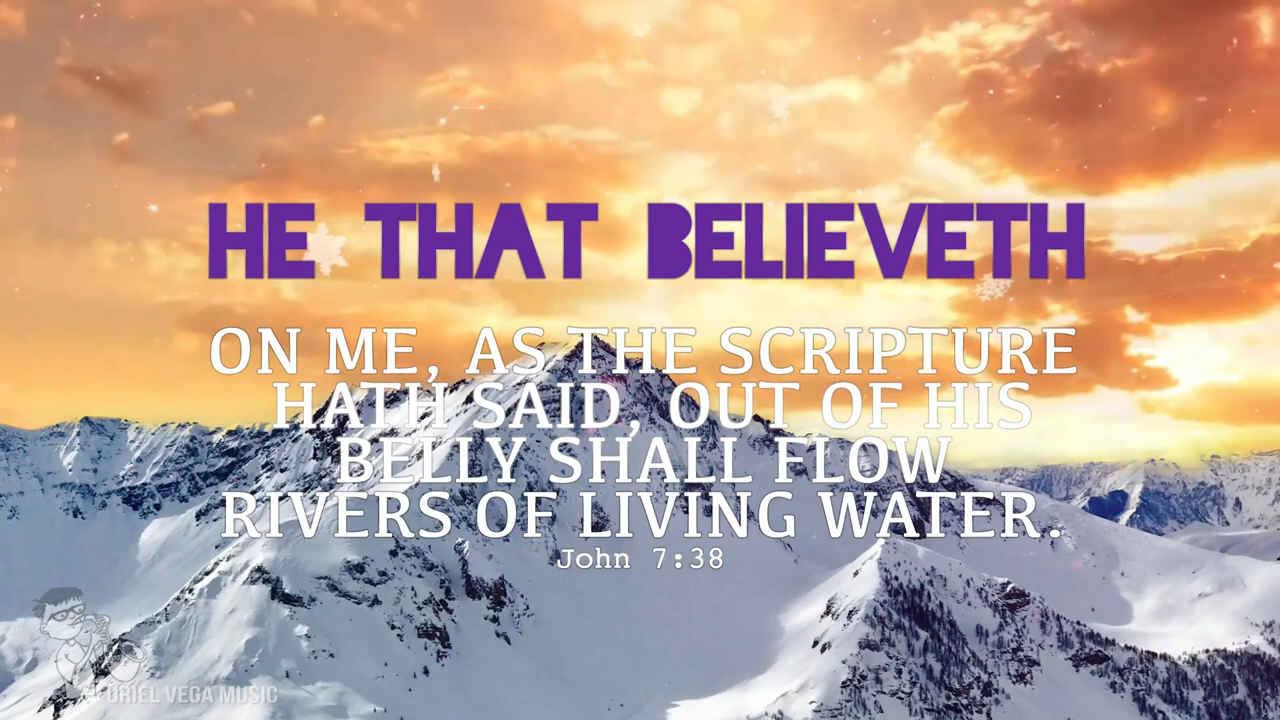 HE THAT BELIEVETH
ON ME, AS THE SCRIPTURE
HATH SAID, OUT OF HIS
BELLY SHALL FLOW
RIVERS OF LIVING WATER.
John 7:38
URIEL VEGA MUSIC